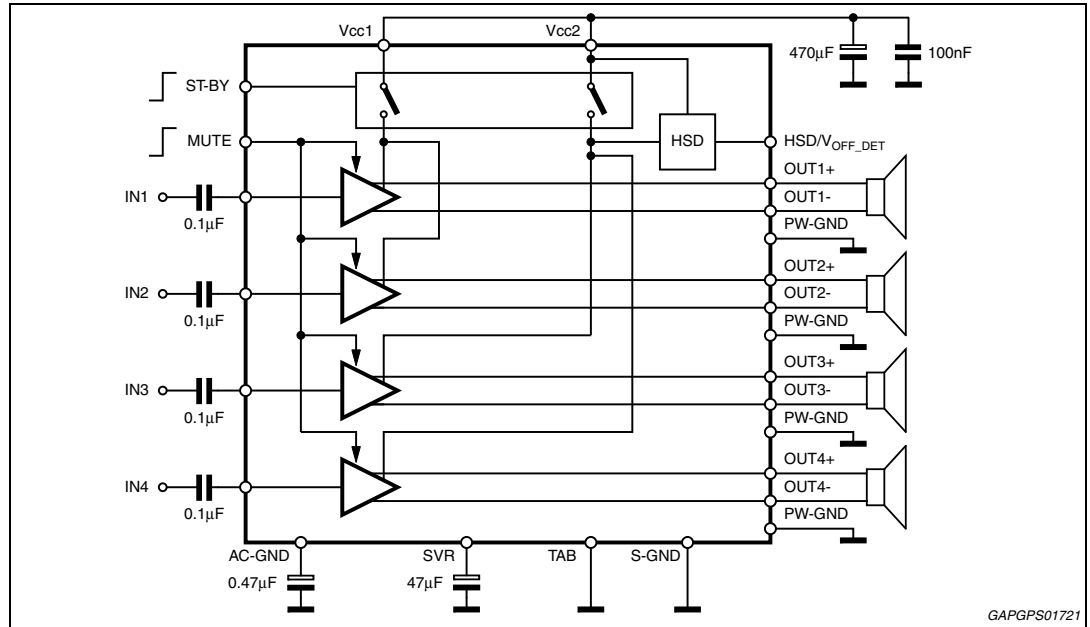 Vcc1
Vcc2
470μF
100nF
ST-BY
MUTE
HSD
HSD/VOFF_DET
OUT1+
IN1
OUT1-
0.1μF
PW-GND
OUT2+
IN2
OUT2-
0.1μF
PW-GND
OUT3+
IN3
OUT3-
0.1μF
PW-GND
OUT4+
IN4
OUT4-
0.1μF
PW-GND
AC-GND
SVR
TAB
S-GND
0.47μF
47μF
GAPGPS01721